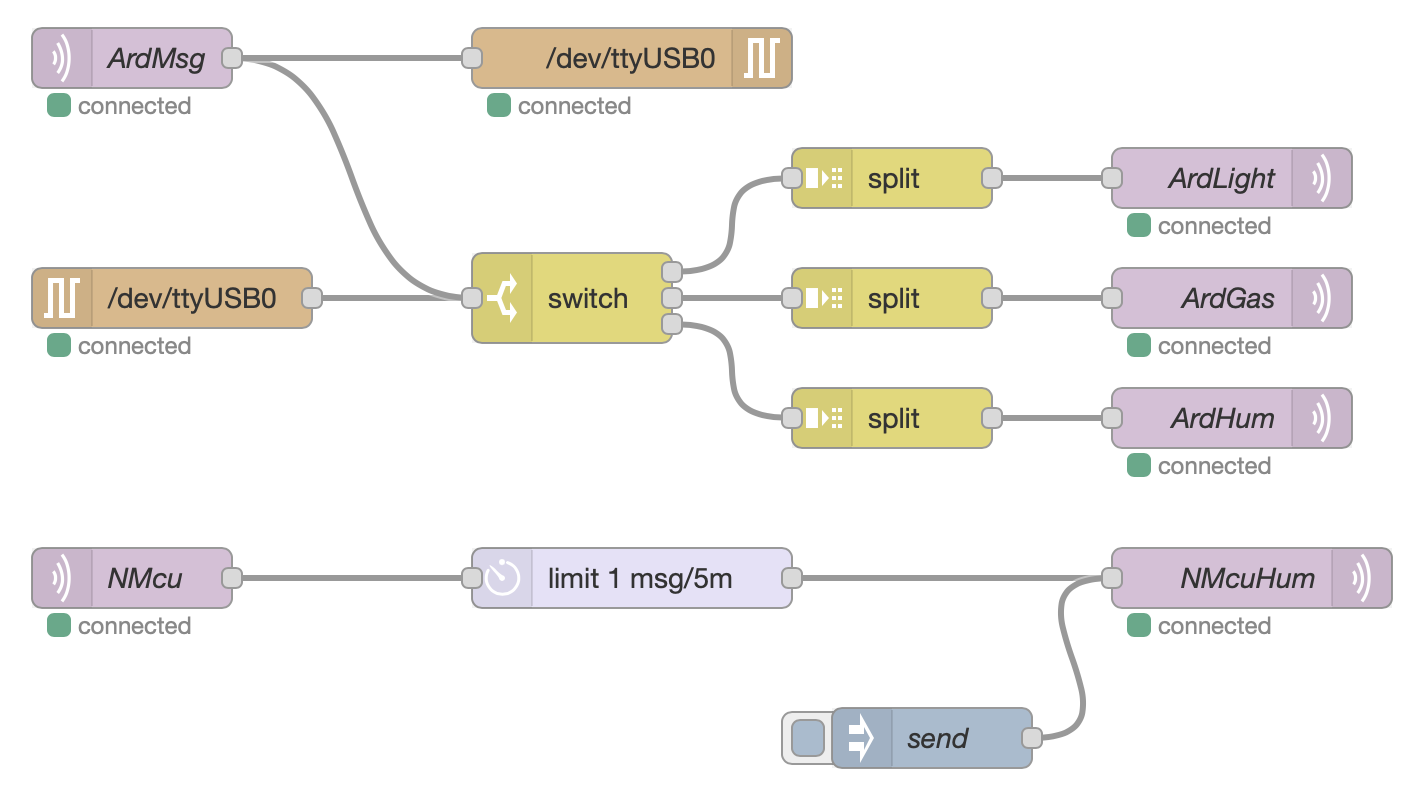 ArdMsg
connected
/dev/ttyUSB0
connected
split
ArdLight
connected
/dev/ttyUSB0
connected
switch
split
ArdGas
connected
split
ArdHum
connected
NMcu
connected
limit 1 msg/5m
NMcuHum
connected
send